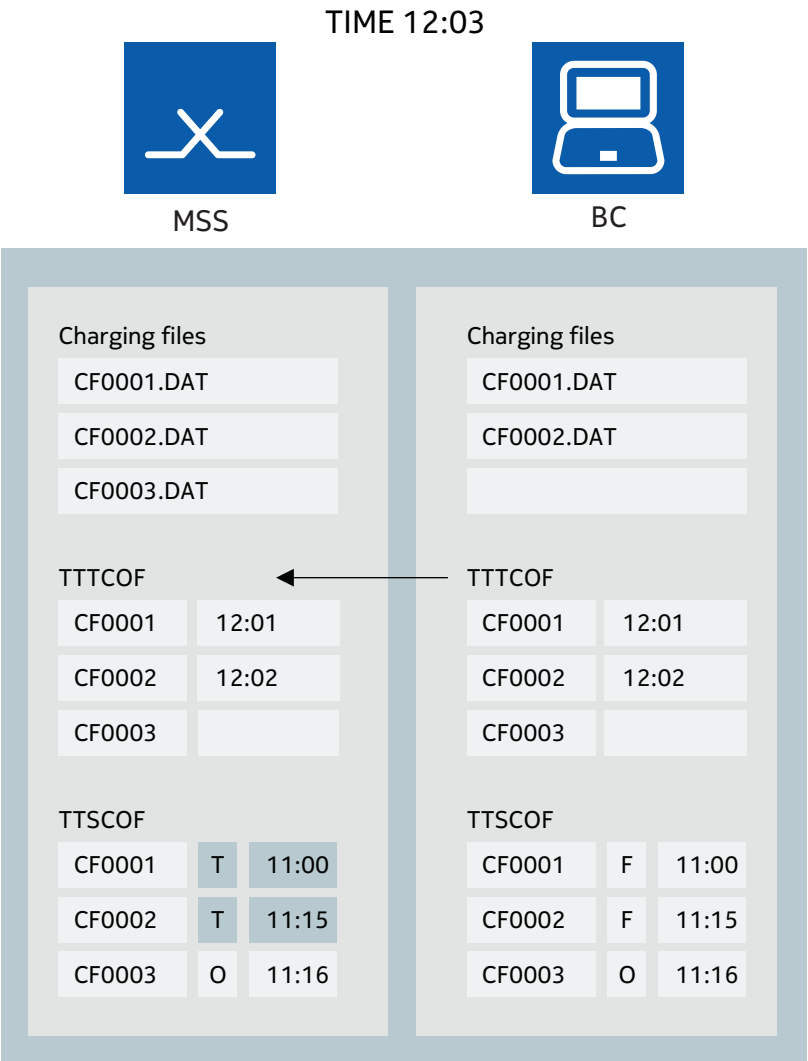 TIME 12:03
MSS
BC
Charging files
CF0001.DAT
CF0002.DAT
CF0003.DAT
TTTCOF
CF0001 12:01
CF0002 12:02
CF0003
TTSCOF
CF0001 T 11:00
CF0002 T 11:15
CF0003 O 11:16
Charging files
CF0001.DAT
CF0002.DAT
TTTCOF
CF0001 12:01
CF0002 12:02
CF0003
TTSCOF
CF0001 F 11:00
CF0002 F 11:15
CF0003 O 11:16